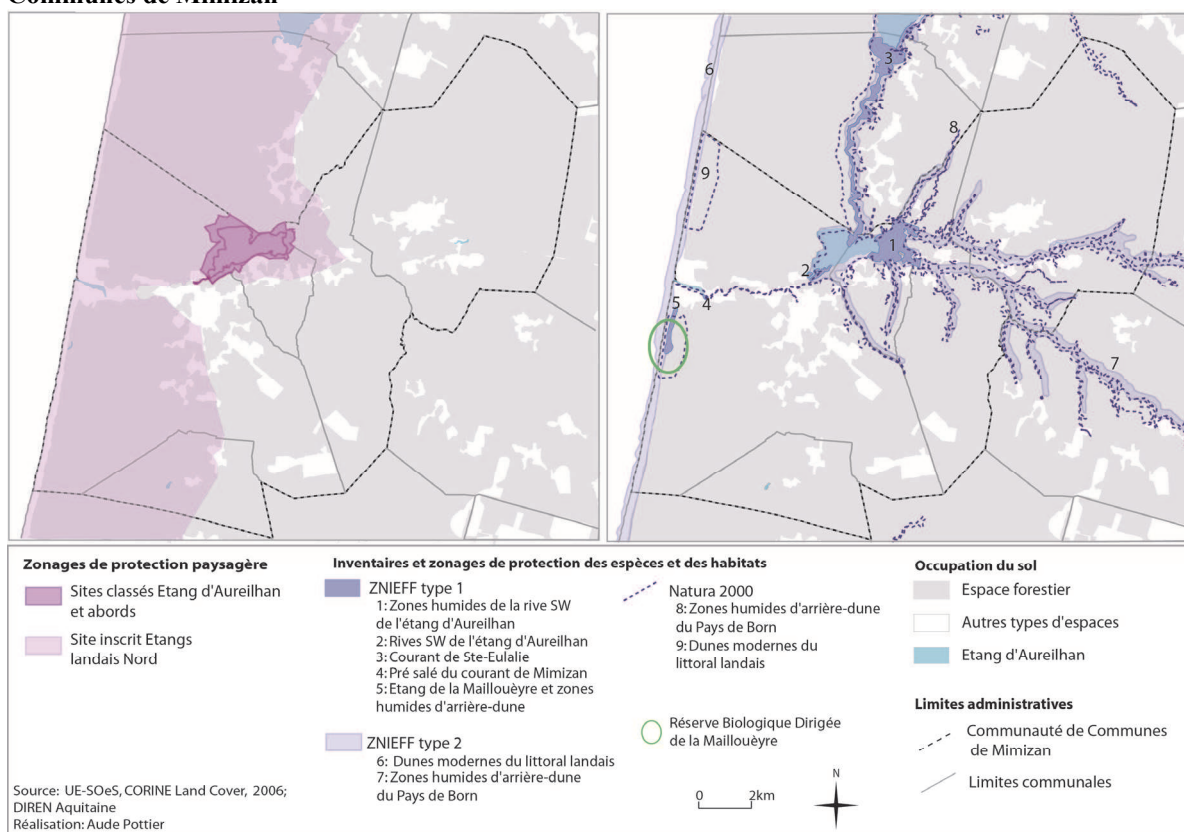 Communes de Mimizan
6
3
8
9
1
2
5
4
7
Zonages de protection paysagère
Sites classés Etang d'Aureilhan
et abords
Site inscrit Etangs
landais Nord
Source: UE-SOeS, CORINE Land Cover, 2006;
DIREN Aquitaine
Réalisation: Aude Pottier
Inventaires et zonages de protection des espèces et des habitats
ZNIEFF type 1
1: Zones humides de la rive SW
de l'étang d'Aureilhan
2: Rives SW de l'étang d'Aureilhan
3: Courant de Ste-Eulalie
4: Pré salé du courant de Mimizan
5: Etang de la Maillouèyre et zones
humides d'arrière-dune
ZNIEFF type 2
6: Dunes modernes du littoral landais
7: Zones humides d'arrière-dune
du Pays de Born
Natura 2000
8: Zones humides d'arrière-dune
du Pays de Born
9: Dunes modernes du
littoral landais
Réserve Biologique Dirigée
de la Maillouèyre
0 2km
N
Occupation du sol
Espace forestier
Autres types d'espaces
Etang d'Aureilhan
Limites administratives
Communauté de Communes
de Mimizan
Limites communales